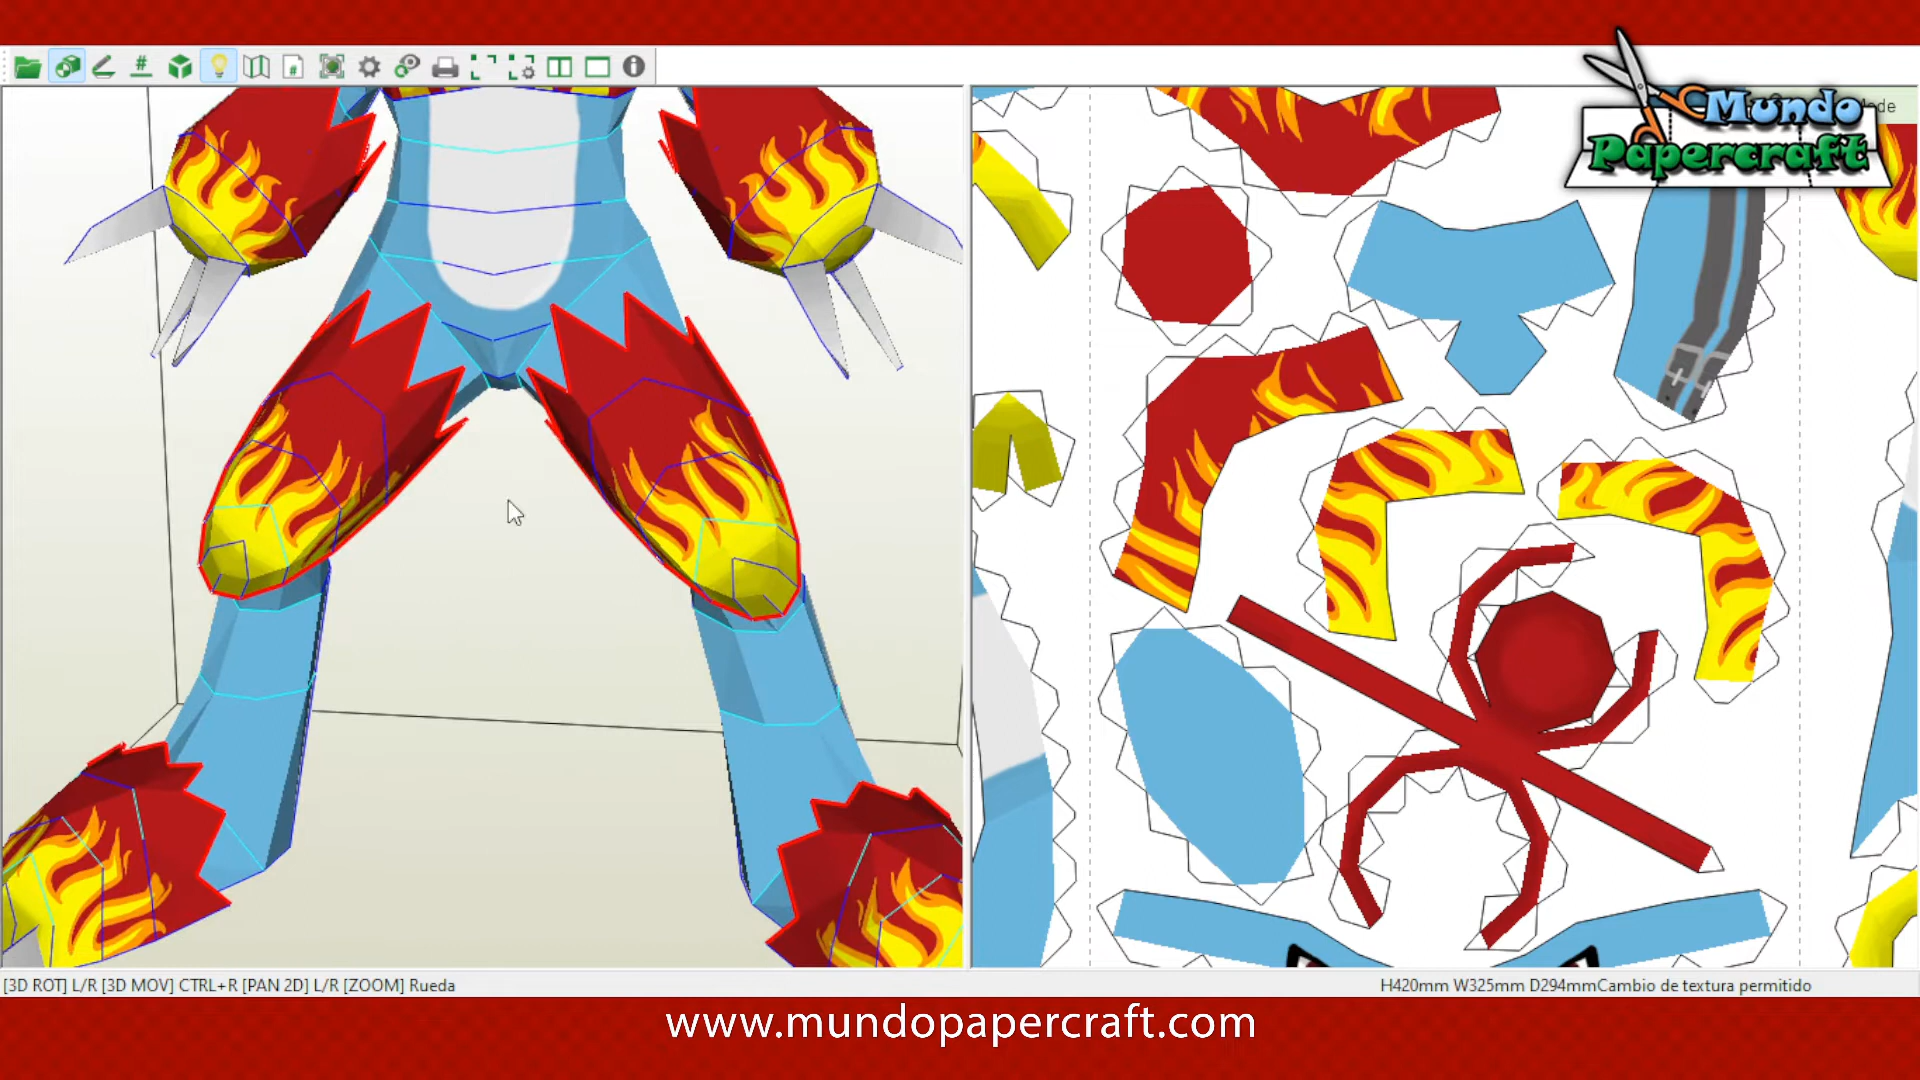 Mundo
Papercraft
[3D ROT] L/R [3D MOV] CTRL+R [PAN 2D] L/R [ZOOM] Rueda
H420mm W325mm D294mmCambio de textura permitido
www.mundopapercraft.com